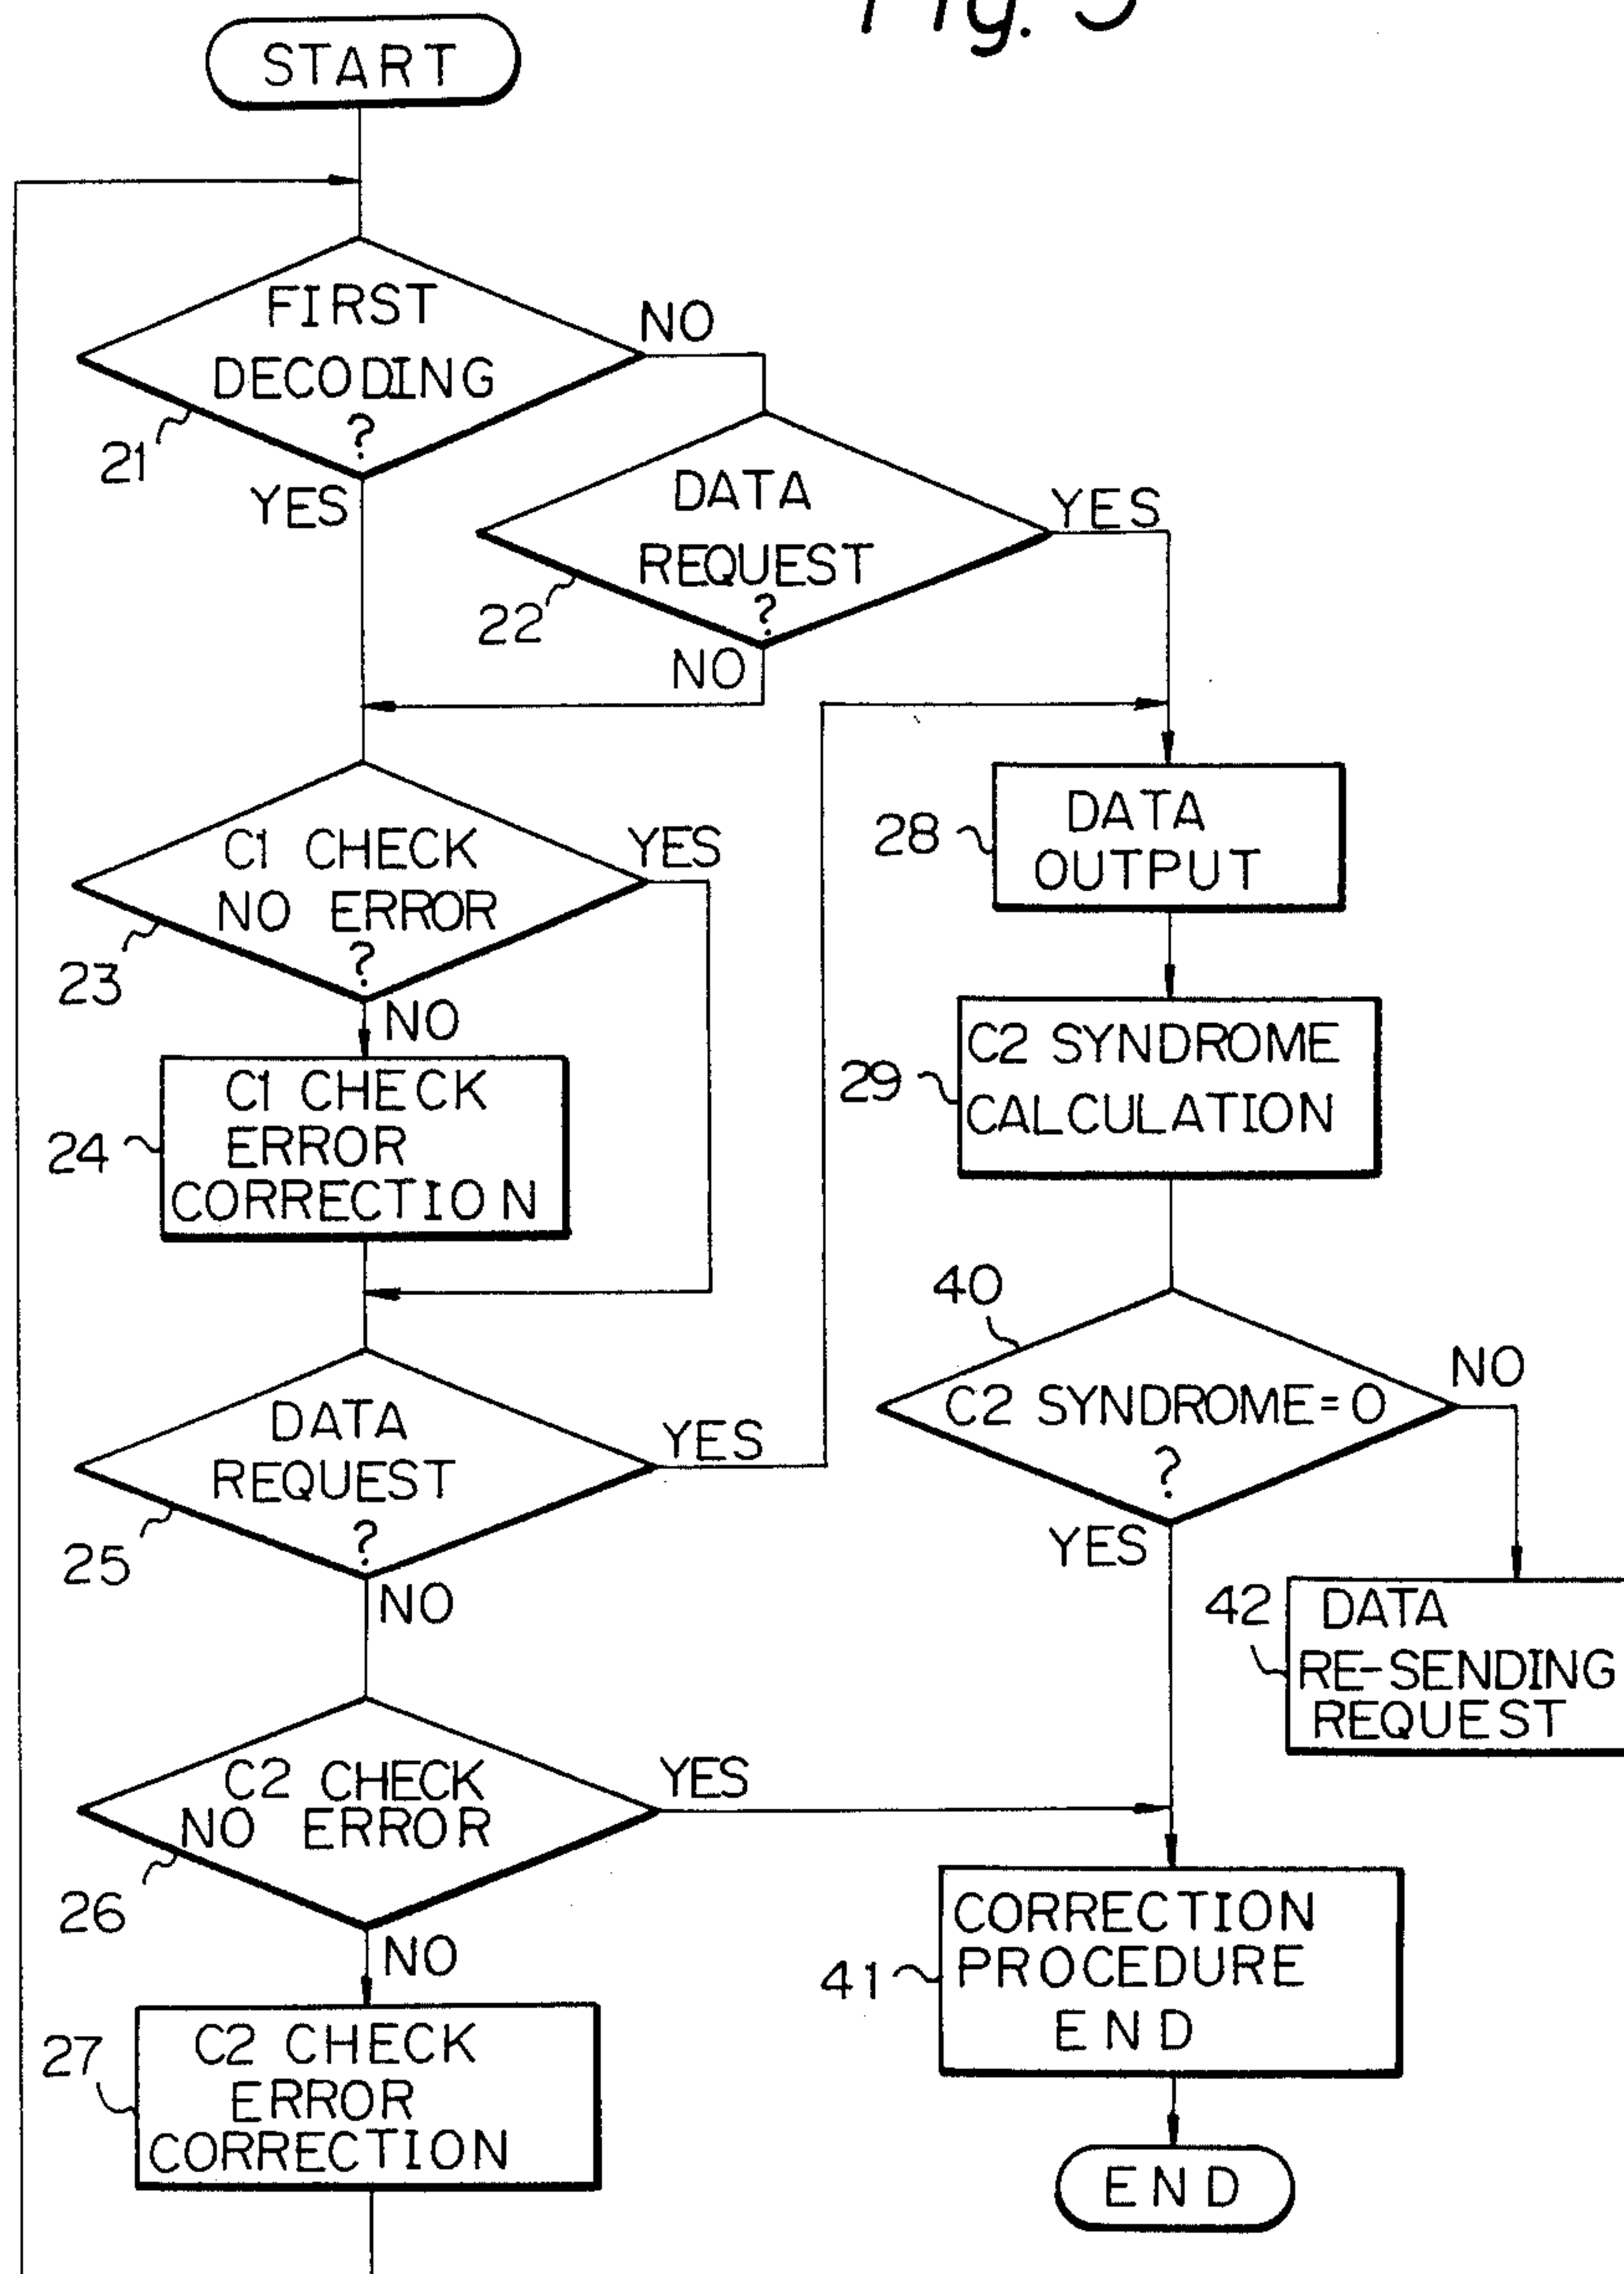 Fig. 5
START
FIRST
DECODING
?
NO
21
YES
DATA
REQUEST
?
YES
22
NO
C1 CHECK
NO ERROR
?
YES
23
NO
C1 CHECK
ERROR
CORRECTION
24
DATA
REQUEST
?
YES
25
NO
C2 CHECK
NO ERROR
YES
26
NO
C2 CHECK
ERROR
CORRECTION
27
DATA
OUTPUT
28
C2 SYNDROME
CALCULATION
29
40
C2 SYNDROME=0
?
NO
YES
42
DATA
RE-SENDING
REQUEST
CORRECTION
PROCEDURE
END
41
END